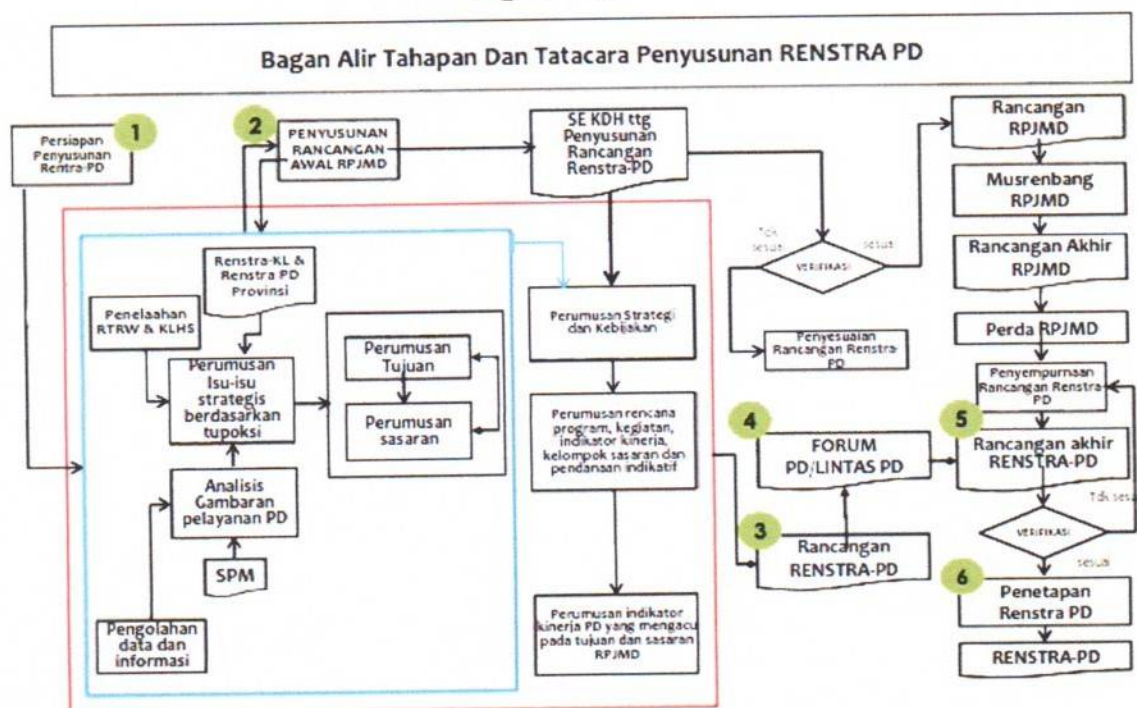 Bagan Alir Tahapan Dan Tatacara Penyusunan RENSTRA PD
1
Persiapan
Penyusunan
Rentra-PD
2
PENYUSUNAN
RANCANGAN
AWAL RPJMD
SE KDH ttg
Penyusunan
Rancangan
Renstra-PD
Rancangan
RPJMD
Musrenbang
RPJMD
Rancangan Akhir
RPJMD
Perda RPJMD
Penyempurnaan
Rancangan Renstra-
PD
Tdk
sesuai
sesuai
VERIFIKASI
Penyesuaian
Rancangan Renstra-
PD
Renstra-KL &
Renstra PD
Provinsi
Penelaahan
RTRW & KLHS
Perumusan
Isu-isu
strategis
berdasarkan
tupoksi
Perumusan
Tujuan
Perumusan
sasaran
Analisis
Gambaran
pelayanan PD
SPM
Pengolahan
data dan
informasi
Perumusan Strategi
dan Kebijakan
Perumusan rencana
program, kegiatan,
indikator kinerja,
kelompok sasaran dan
pendanaan indikatif
Perumusan indikator
kinerja PD yang mengacu
pada tujuan dan sasaran
RPJMD
3
Rancangan
RENSTRA-PD
4
FORUM
PD/LINTAS PD
5
Rancangan akhir
RENSTRA-PD
Tdk sesu
VERIFIKASI
sesuai
6
Penetapan
Renstra PD
RENSTRA-PD